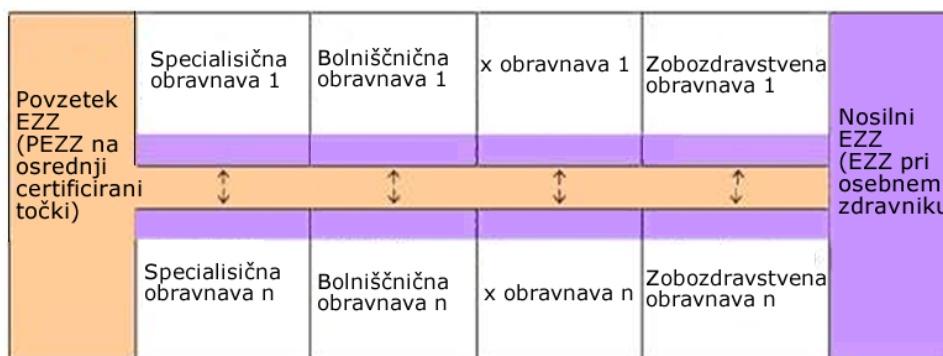 Povzetek
EZZ
(PEZZ na
osrednji
certificirani
točki)
Specialisična
obravnava 1
Bolniščnična
obravnava 1
x obravnava 1
Zobozdravstvena
obravnava 1
Nosilni
EZZ
(EZZ pri
osebnem
zdravniku
Specialisična
obravnava n
Bolniščnična
obravnava n
x obravnava n
Zobozdravstvena
obravnava n